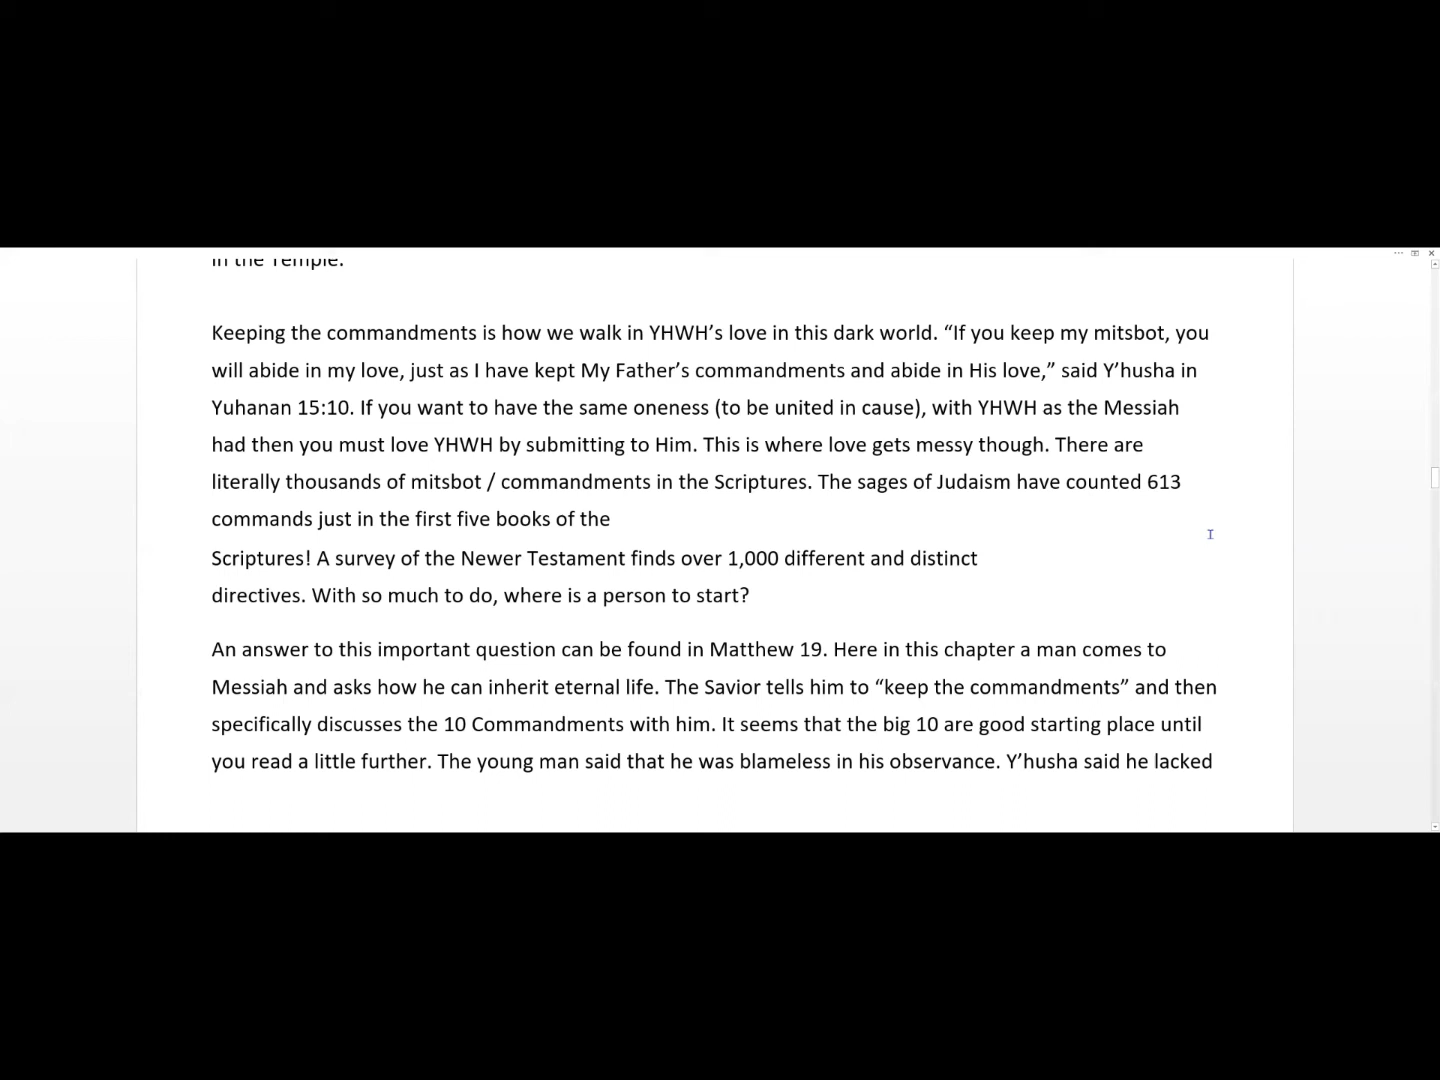 in the Temple.
Keeping the commandments is how we walk in YHWH’s love in this dark world. “If you keep my mitsbot, you
will abide in my love, just as I have kept My Father’s commandments and abide in His love,” said Y’husha in
Yuhanan 15:10. If you want to have the same oneness (to be united in cause), with YHWH as the Messiah
had then you must love YHWH by submitting to Him. This is where love gets messy though. There are
literally thousands of mitsbot / commandments in the Scriptures. The sages of Judaism have counted 613
commands just in the first five books of the
Scriptures! A survey of the Newer Testament finds over 1,000 different and distinct
directives. With so much to do, where is a person to start?
An answer to this important question can be found in Matthew 19. Here in this chapter a man comes to
Messiah and asks how he can inherit eternal life. The Savior tells him to “keep the commandments” and then
specifically discusses the 10 Commandments with him. It seems that the big 10 are good starting place until
you read a little further. The young man said that he was blameless in his observance. Y’husha said he lacked